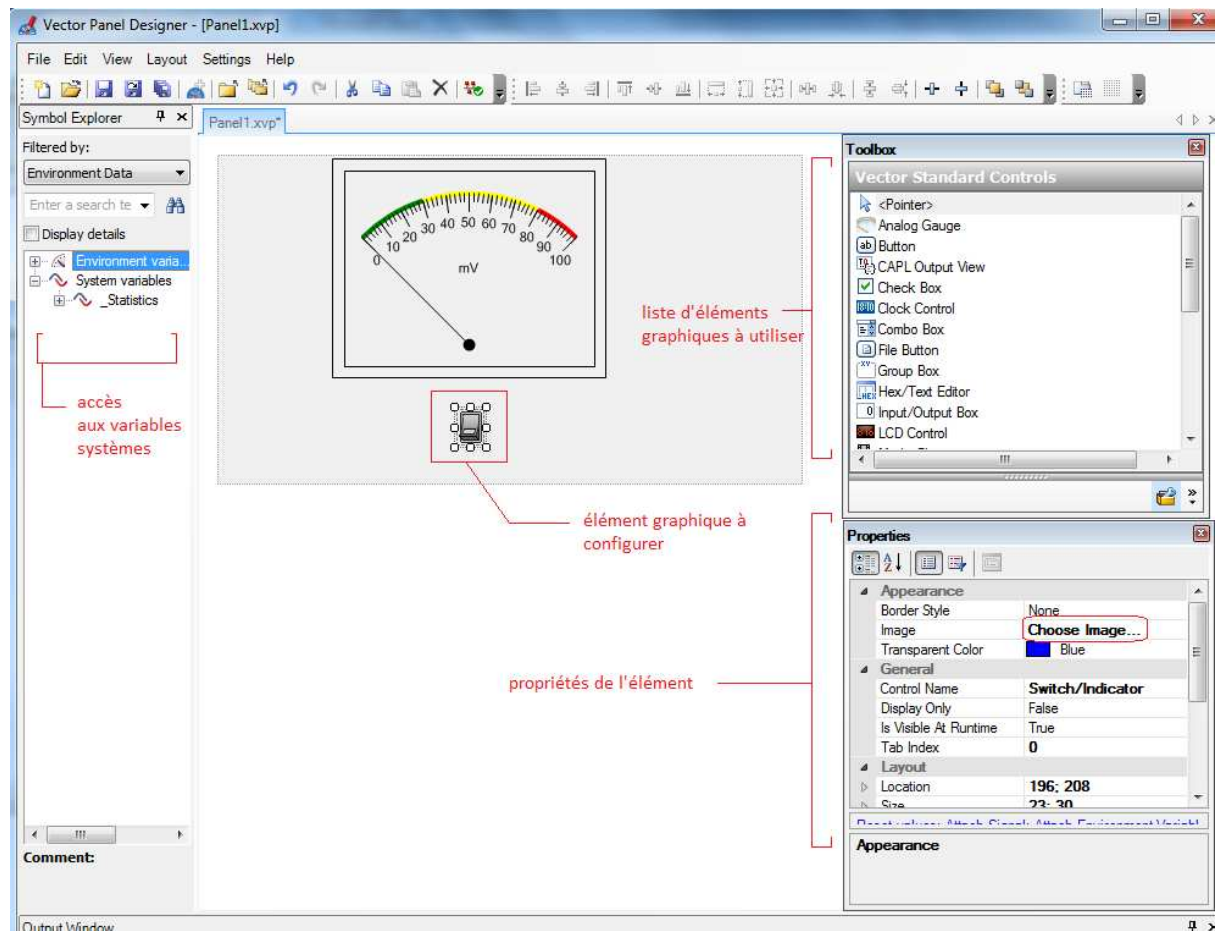 Vector Panel Designer - [Panel1.xvp]
File Edit View Layout Settings Help
Symbol Explorer
Filtered by:
Environment Data
Enter a search te
Display details
Environment varia...
System variables
_Statistics
accès
aux variables
systèmes
Comment:
Panel1.xvp*
0 10 20 30 40 50 60 70 80 90 100
mV
liste d'éléments
graphiques à utiliser
élément graphique à
configurer
propriétés de l'élément
Toolbox
Vector Standard Controls
<Pointer>
Analog Gauge
Button
CAPL Output View
Check Box
Clock Control
Combo Box
File Button
Group Box
Hex/Text Editor
Input/Output Box
LCD Control
Properties
Appearance
Border Style None
Image Choose Image...
Transparent Color Blue
General
Control Name Switch/Indicator
Display Only False
Is Visible At Runtime True
Tab Index 0
Layout
Location 196; 208
Size 23; 30
Appearance
Output Window